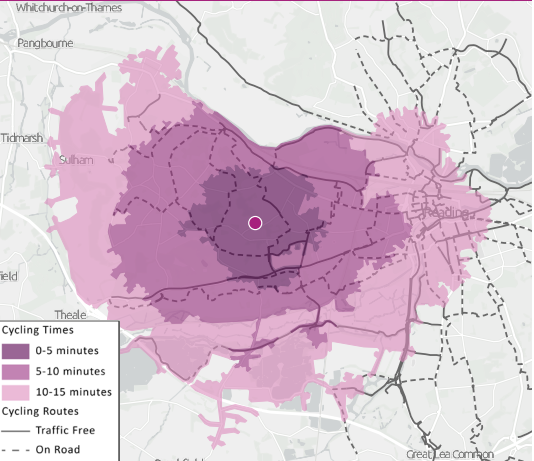 Whitchurch-on-Thames
Pangbourne
Tidmarsh
Sulham
Reading
Theale
Cycling Times
0-5 minutes
5-10 minutes
10-15 minutes
Cycling Routes
Traffic Free
On Road
Great Lea Common